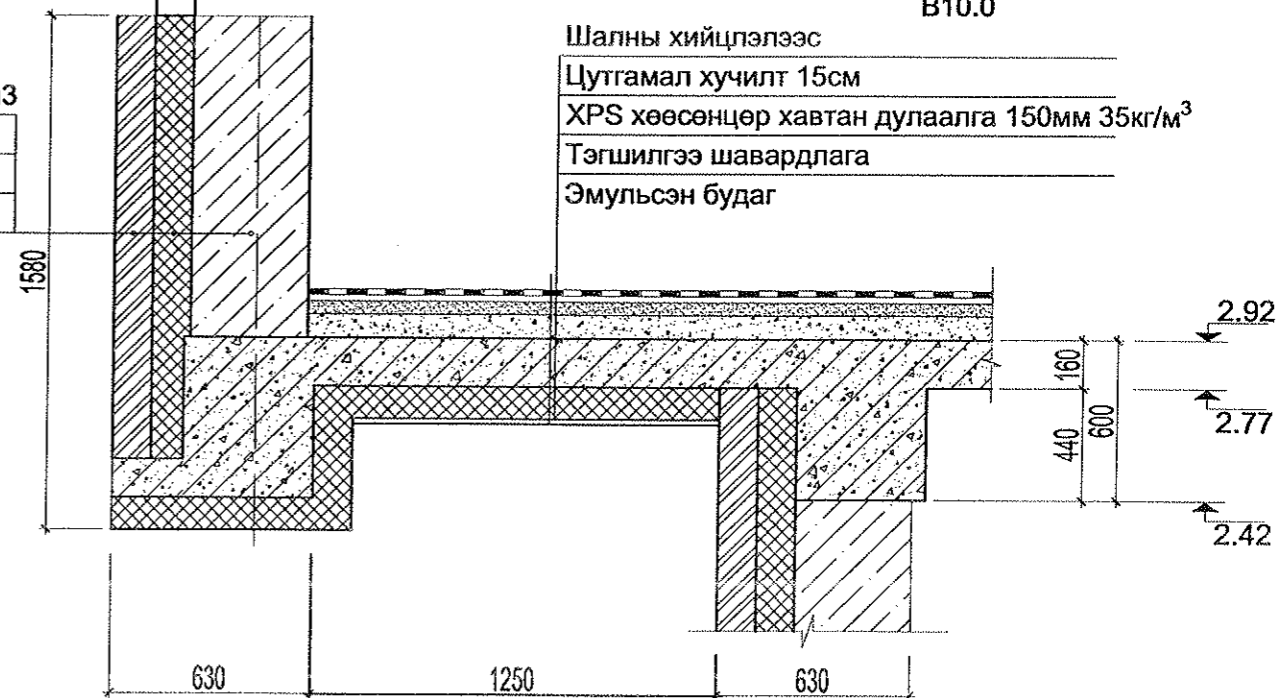 B10.0
Шалны хийцлэлээс
Цутгамал хучилт 15см
XPS хөөсөнцөр хавтан дулаалга 150мм 35кг/м³
Тэгшилгээ шавардлага
Эмульсэн будаг
1580
2.92
160
600
2.77
440
2.42
630
1250
630